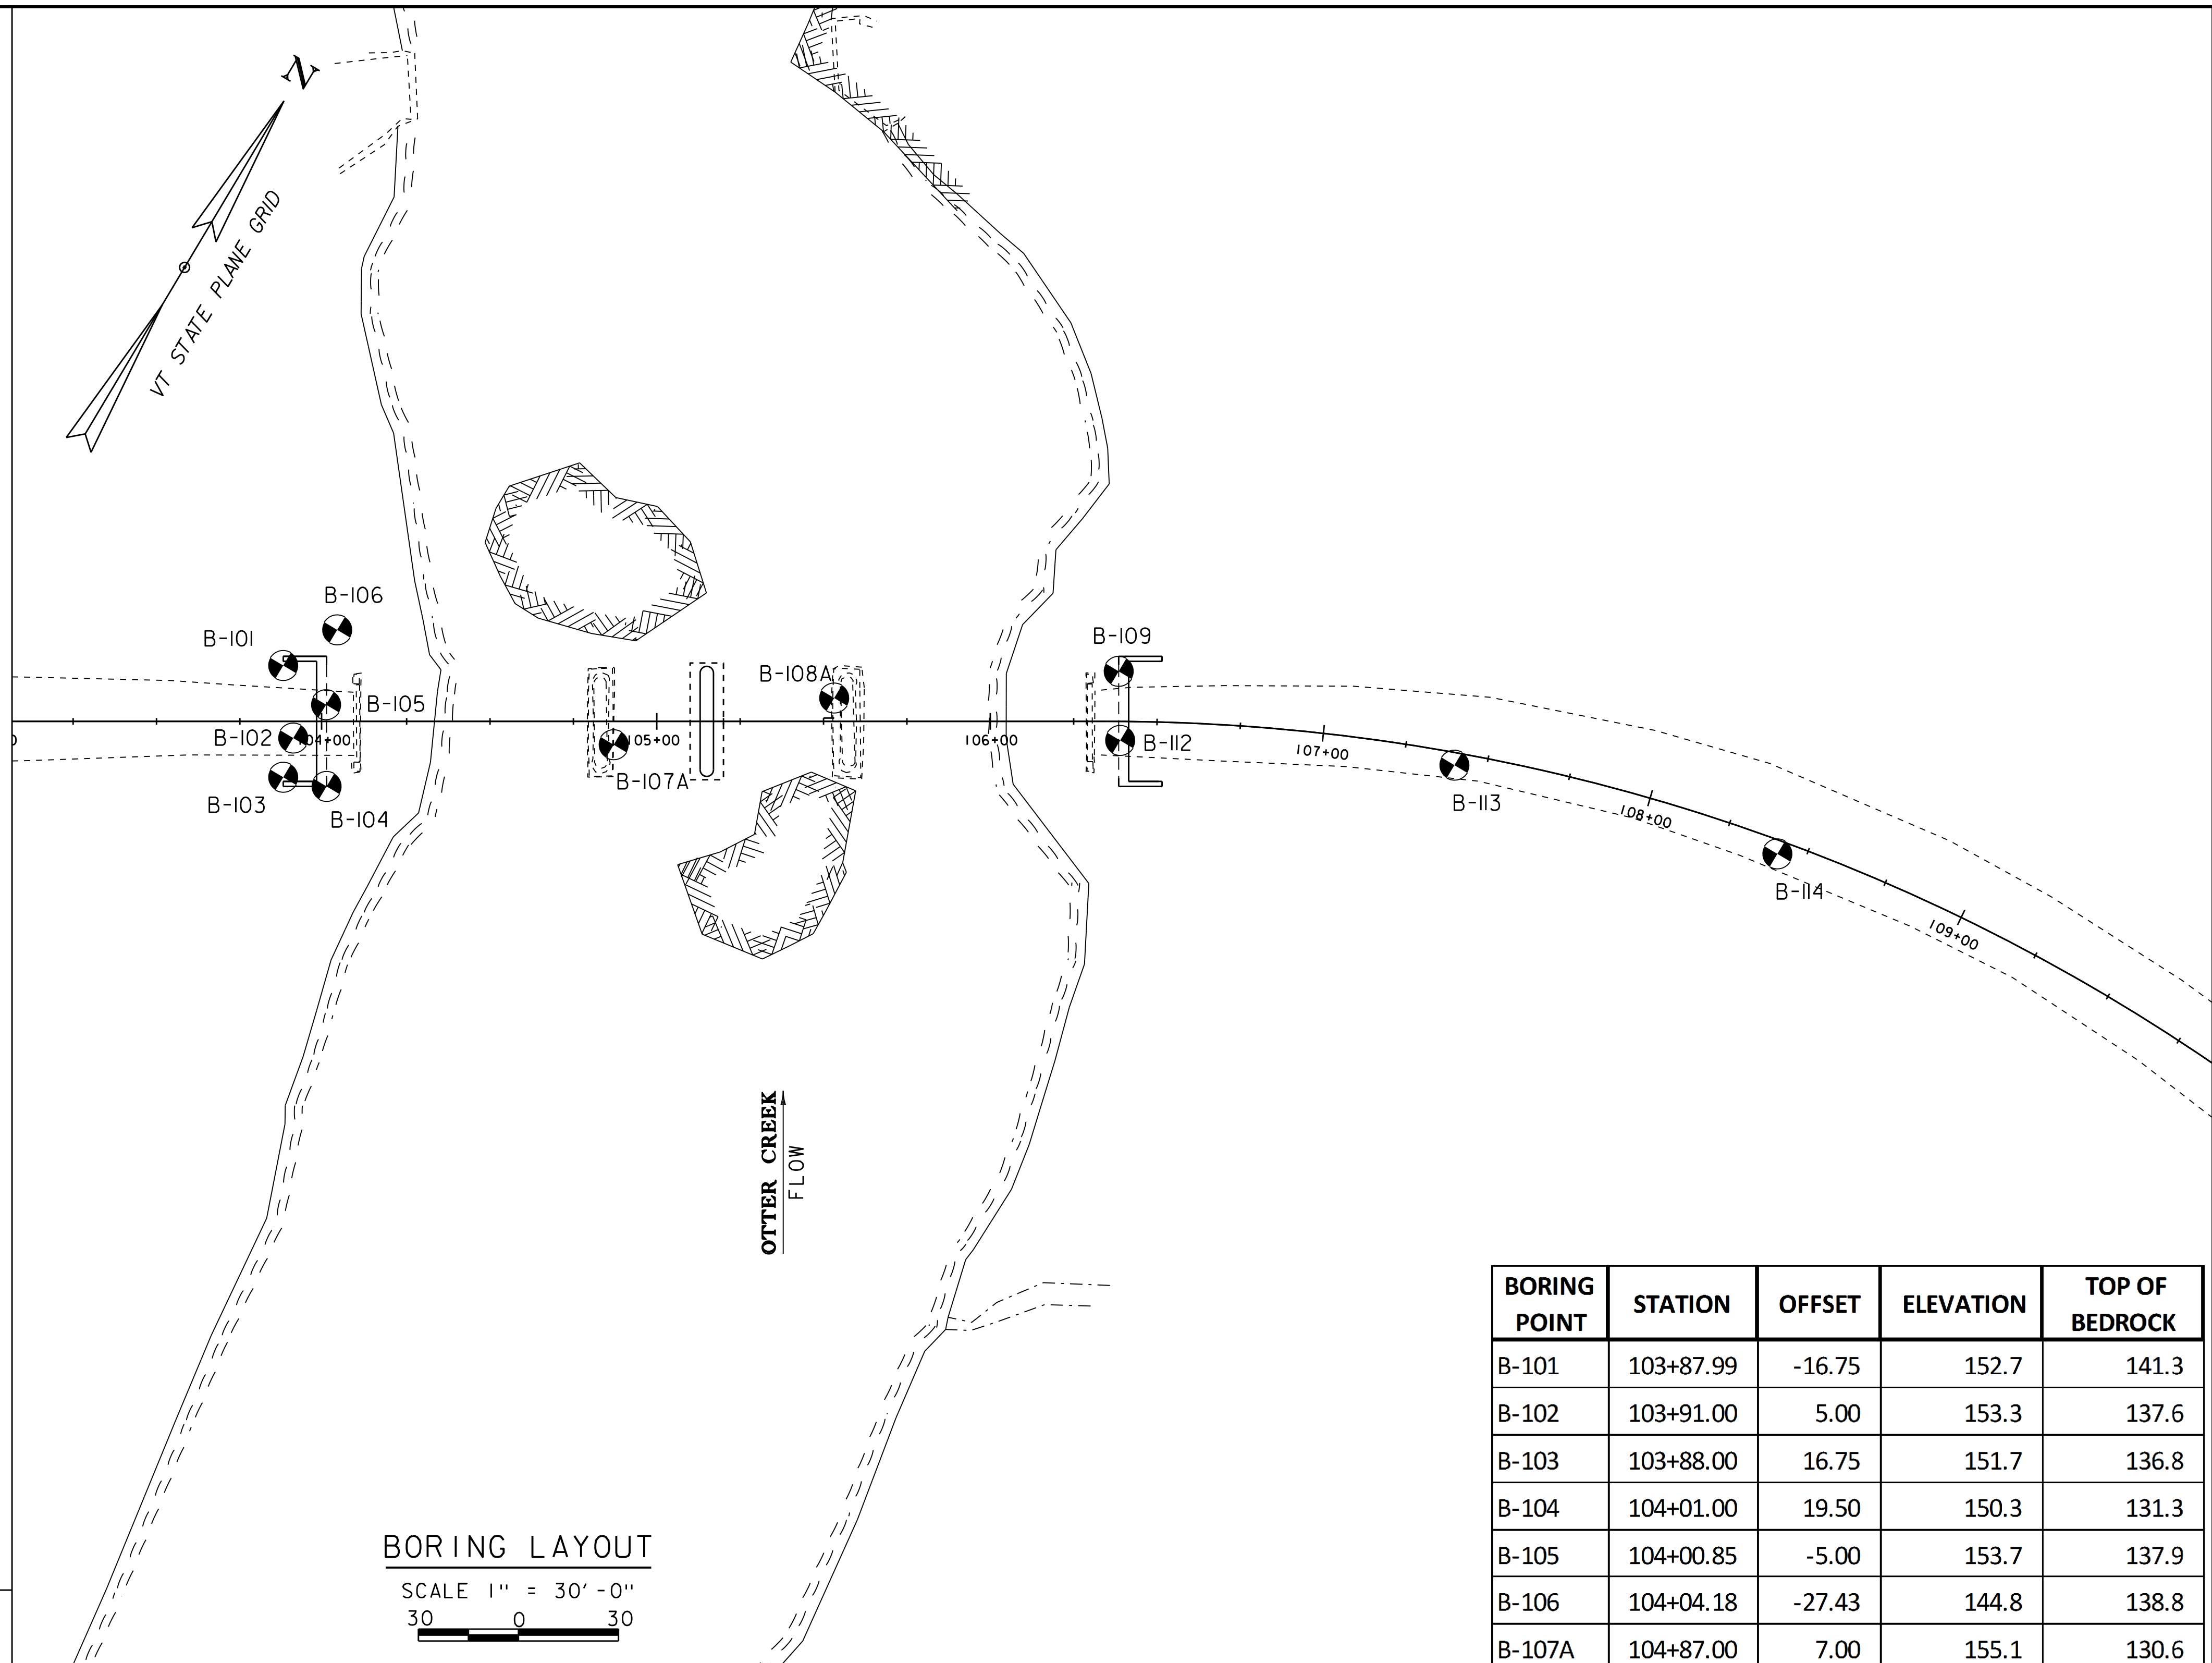 N
VT STATE PLANE GRID
B-106
B-101
B-105
B-102
104+00
B-103
B-104
105+00
B-107A
B-108A
106+00
B-109
B-112
107+00
B-113
108+00
B-114
109+00
OTTER CREEK
FLOW
BORING LAYOUT
SCALE 1" = 30'-0"
30 0 30
BORING POINT STATION OFFSET ELEVATION TOP OF BEDROCK
B-101 103+87.99 -16.75 152.7 141.3
B-102 103+91.00 5.00 153.3 137.6
B-103 103+88.00 16.75 151.7 136.8
B-104 104+01.00 19.50 150.3 131.3
B-105 104+00.85 -5.00 153.7 137.9
B-106 104+04.18 -27.43 144.8 138.8
B-107A 104+87.00 7.00 155.1 130.6